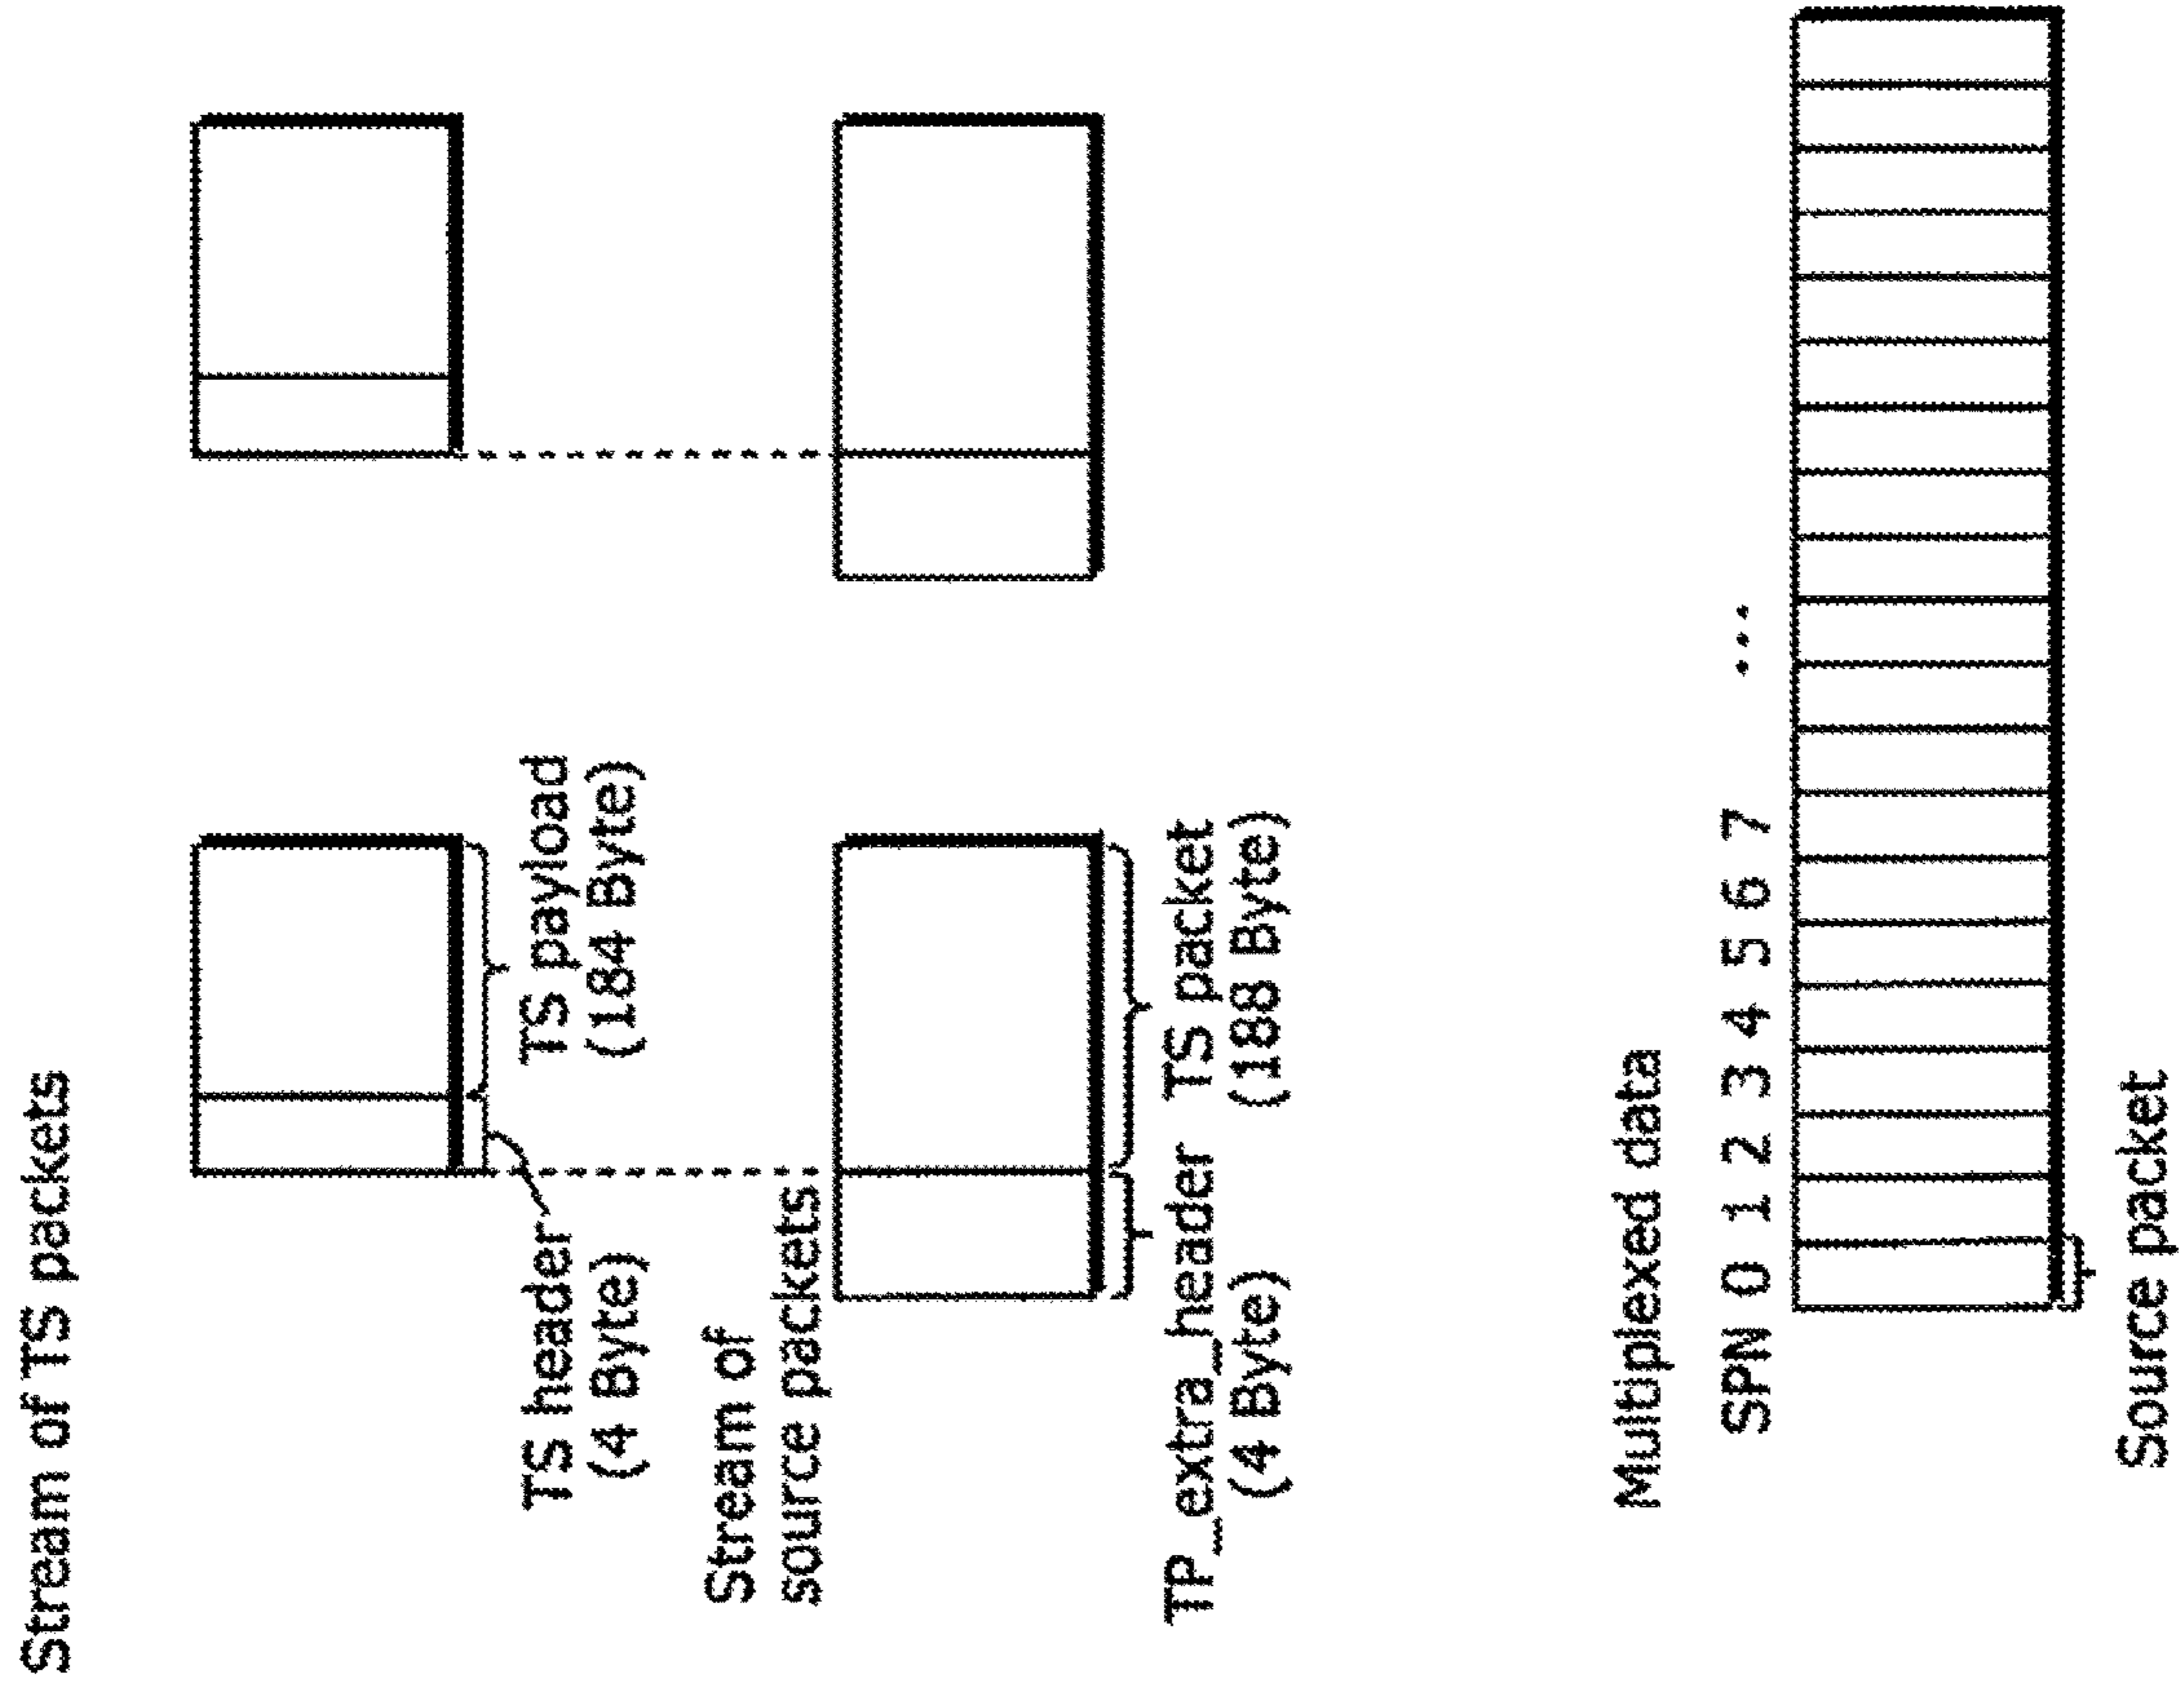 Stream of TS packets
TS header
(4 Byte)
TS payload
(184 Byte)
Stream of
source packets
TP_extra_header
(4 Byte)
TS packet
(188 Byte)
Multiplexed data
SPN 0 1 2 3 4 5 6 7 ...
Source packet